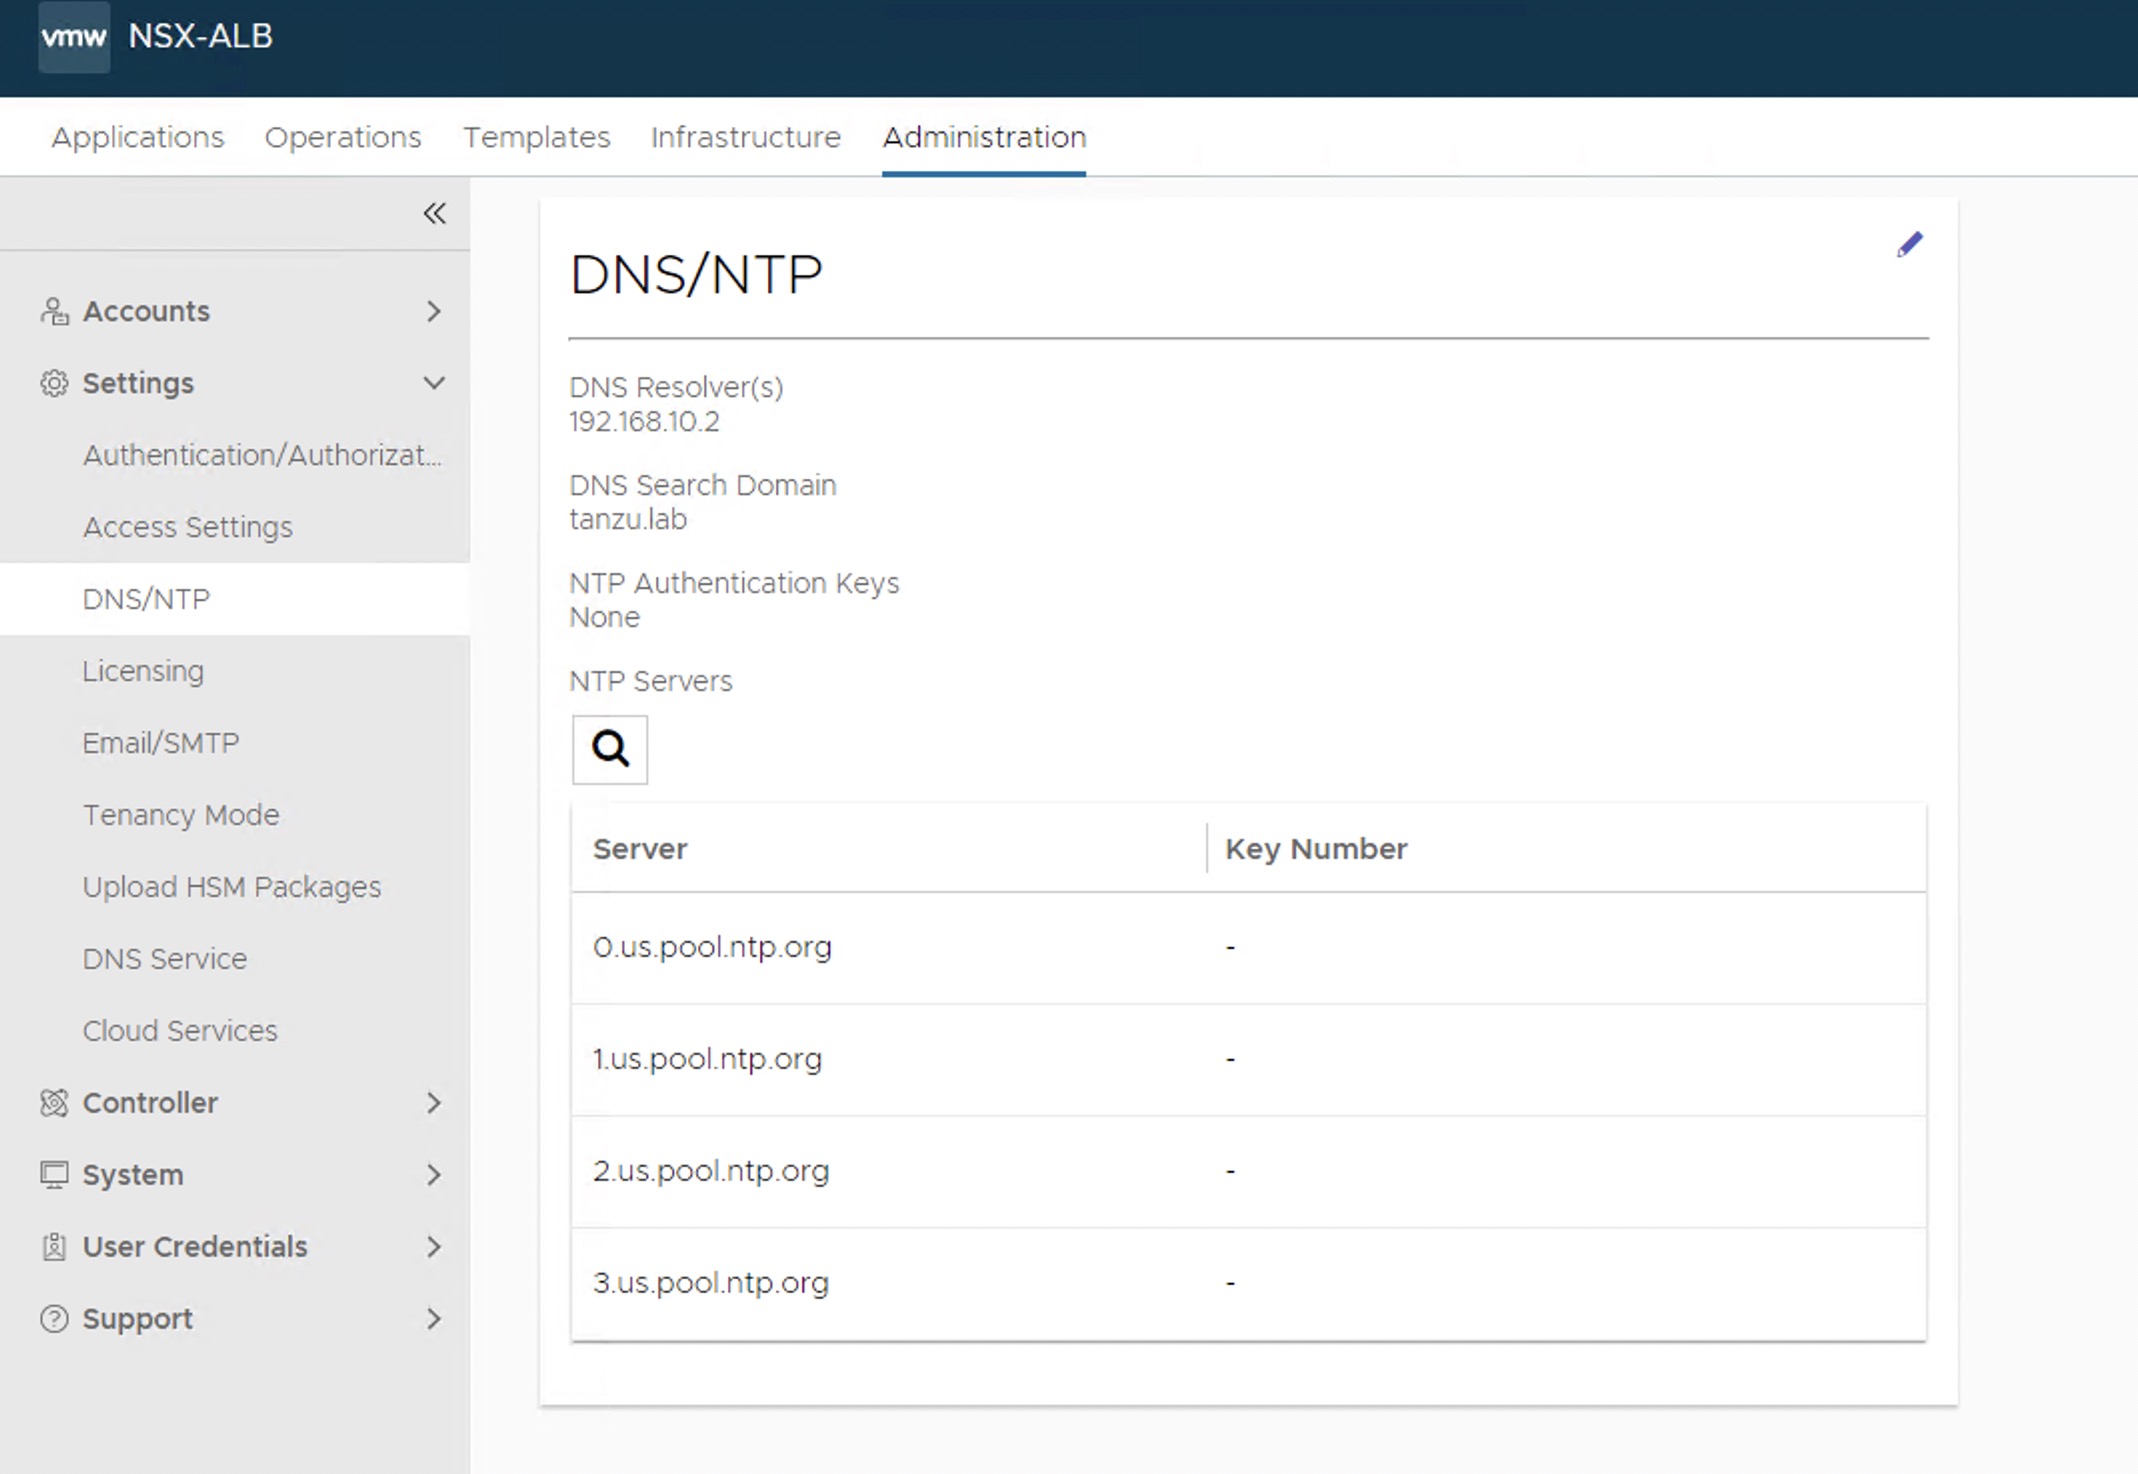 vmw NSX-ALB
Applications Operations Templates Infrastructure Administration
Accounts
Settings
Authentication/Authorizat...
Access Settings
DNS/NTP
Licensing
Email/SMTP
Tenancy Mode
Upload HSM Packages
DNS Service
Cloud Services
Controller
System
User Credentials
Support
DNS/NTP
DNS Resolver(s)
192.168.10.2
DNS Search Domain
tanzu.lab
NTP Authentication Keys
None
NTP Servers
Server Key Number
0.us.pool.ntp.org -
1.us.pool.ntp.org -
2.us.pool.ntp.org -
3.us.pool.ntp.org -